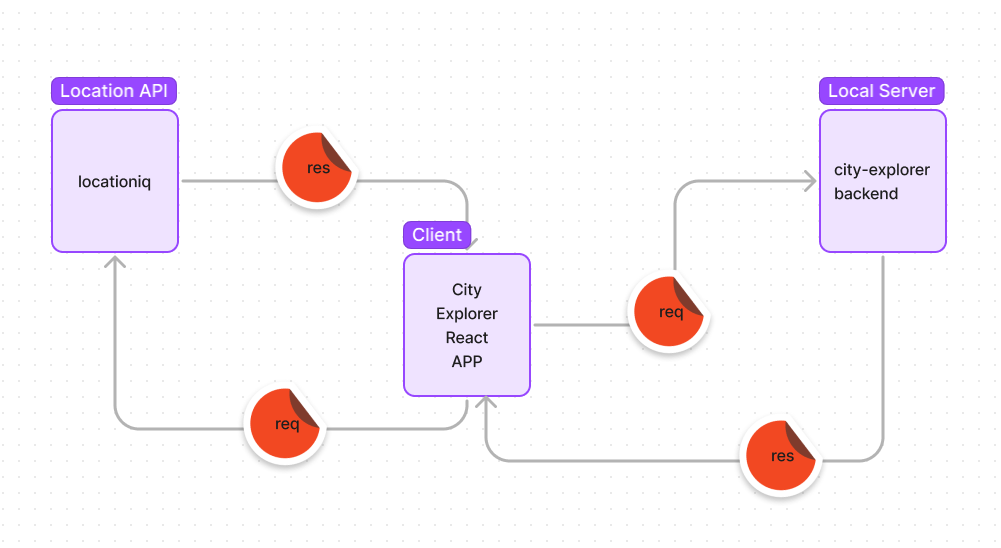 Location API
Local Server
locationiq
res
city-explorer
backend
Client
City
Explorer
React
APP
req
req
res